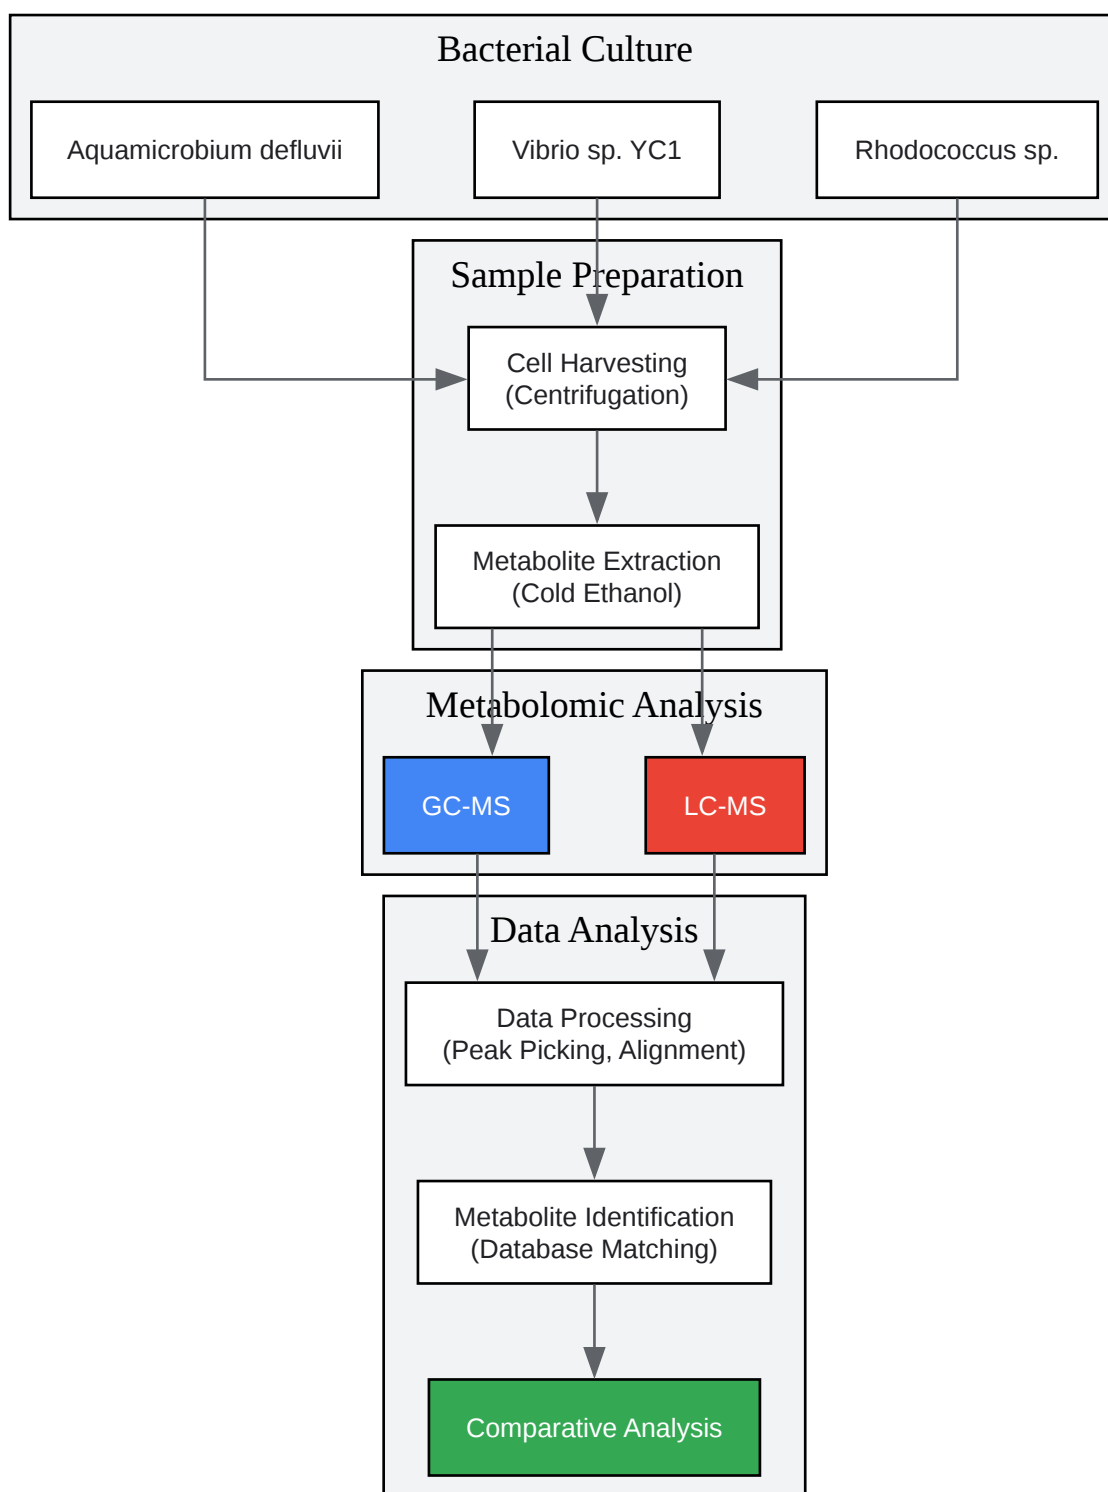 Bacterial Culture
Aquamicrobium defluvii
Vibrio sp. YC1
Rhodococcus sp.
Sample Preparation
Cell Harvesting
(Centrifugation)
Metabolite Extraction
(Cold Ethanol)
Metabolomic Analysis
GC-MS
LC-MS
Data Analysis
Data Processing
(Peak Picking, Alignment)
Metabolite Identification
(Database Matching)
Comparative Analysis